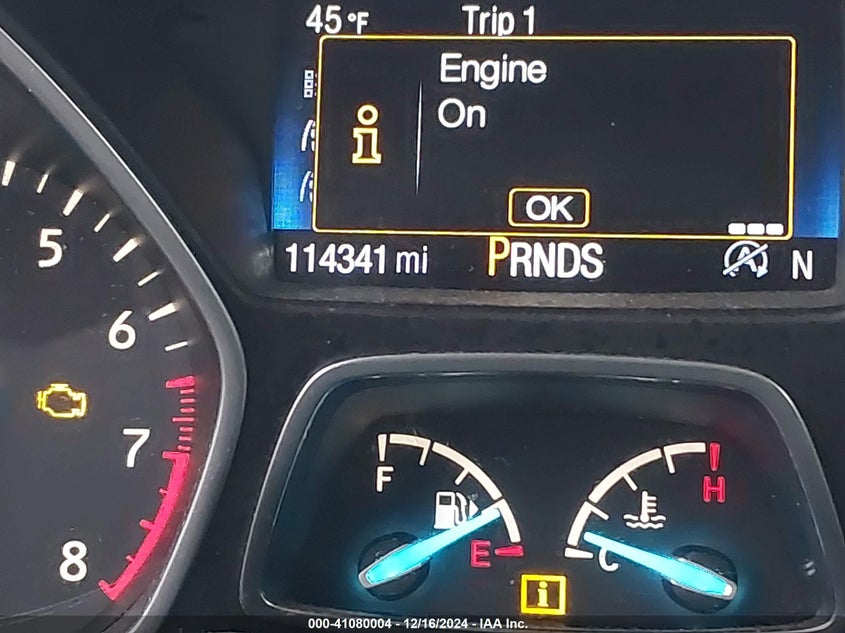 45°F Trip 1
Engine
On
OK
114341 mi PRNDS A N
5
6
7
8
F
E
H
C
000-41080004 - 12/16/2024 - IAA Inc.